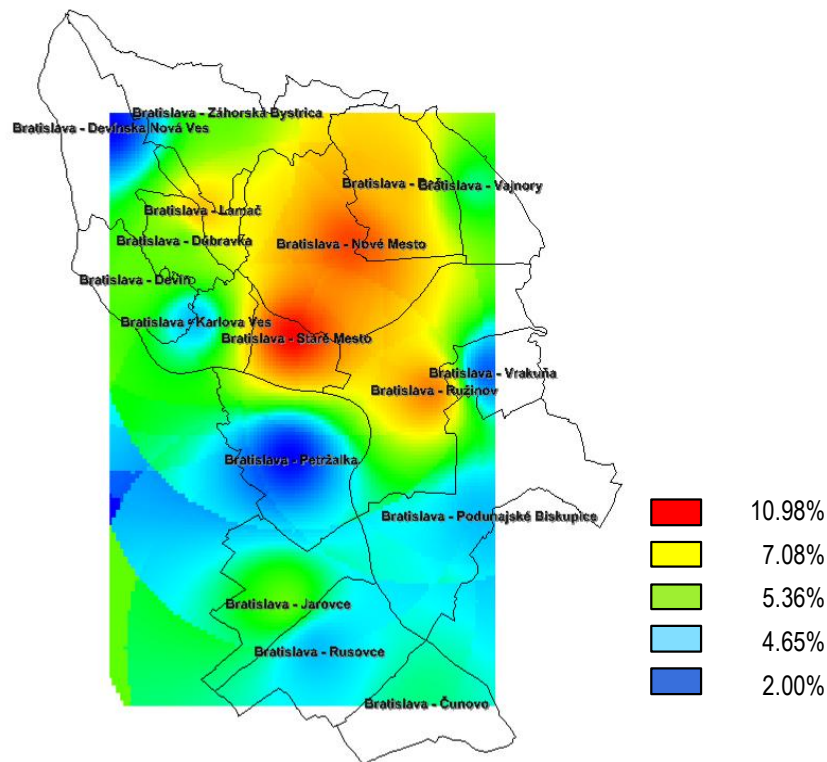 Bratislava - Záhorská Bystrica
Bratislava - Devínska Nová Ves
Bratislava -
Bratislava - Vajnory
Bratislava - Lamač
Bratislava - Dúbravka
Bratislava - Nové Mesto
Bratislava - Devín
Bratislava - Karlova Ves
Bratislava - Staré Mesto
Bratislava - Vrakuňa
Bratislava - Ružinov
Bratislava - Petržalka
Bratislava - Podunajské Biskupice
Bratislava - Jarovce
Bratislava - Rusovce
Bratislava - Čunovo
10.98%
7.08%
5.36%
4.65%
2.00%